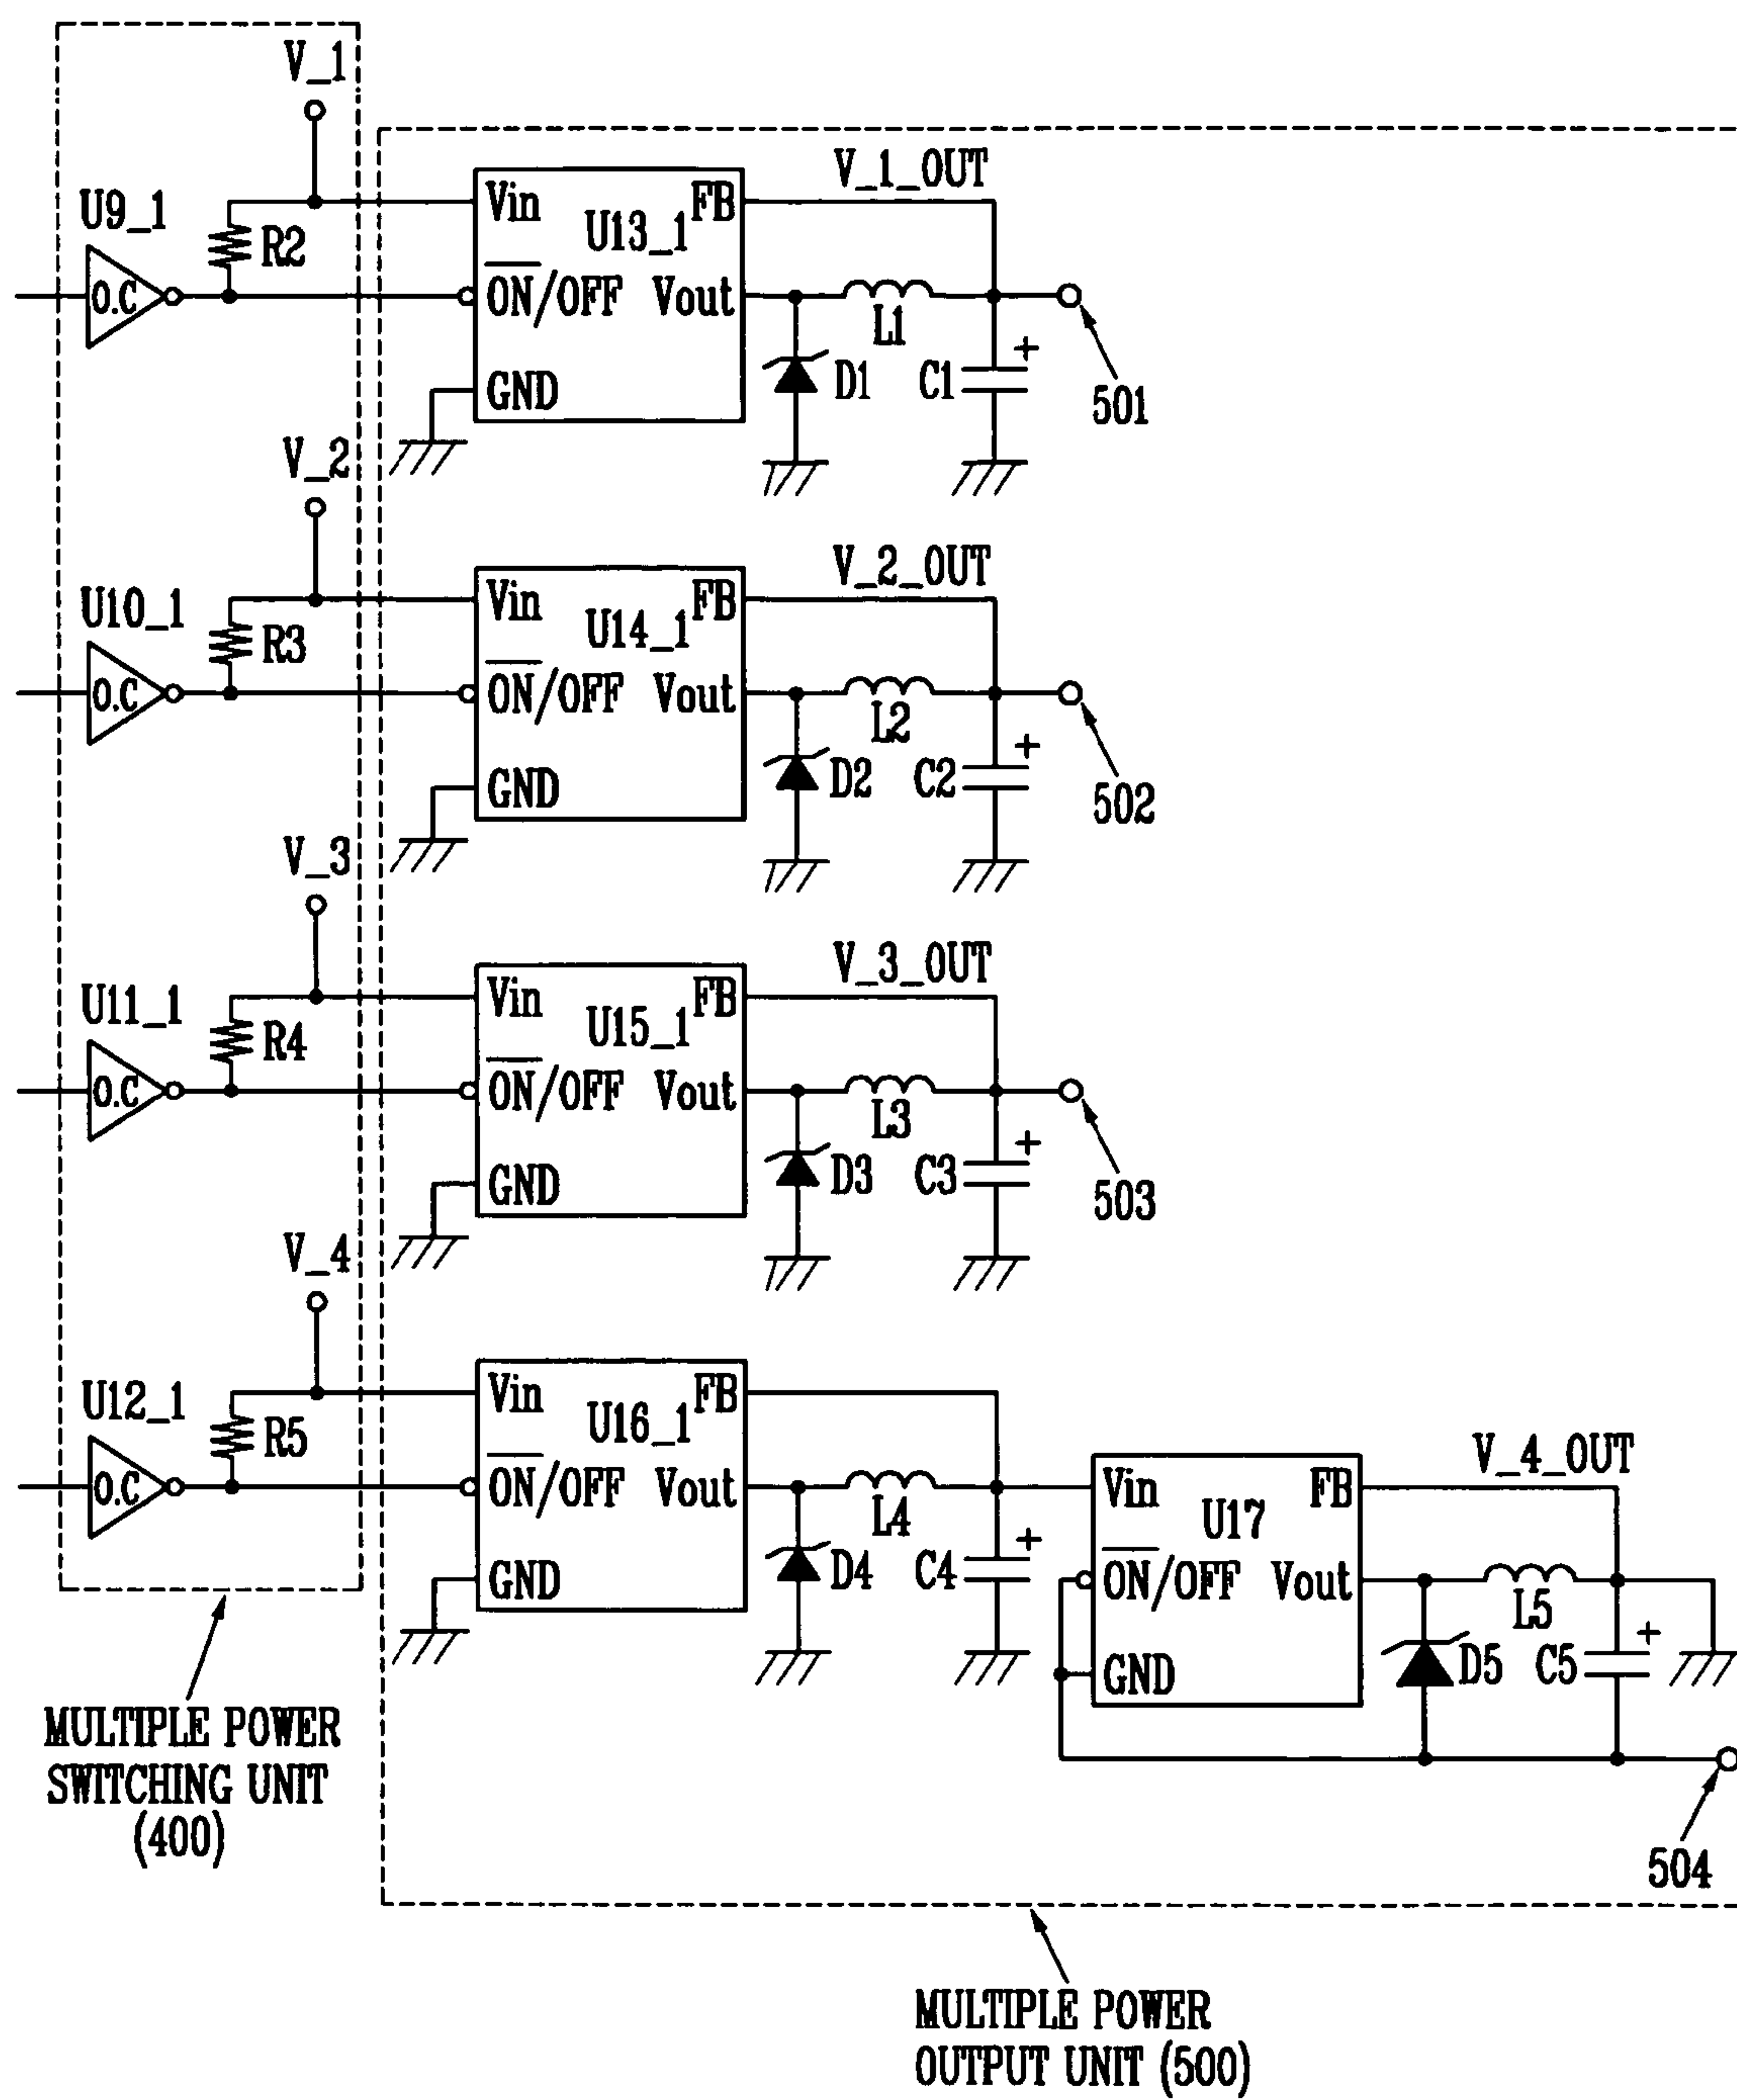 V_1
V_1_OUT
U9_1
R2
O.C
Vin
FB
U13_1
ON/OFF
Vout
GND
L1
D1
C1
+
501
V_2
V_2_OUT
U10_1
R3
O.C
Vin
FB
U14_1
ON/OFF
Vout
GND
L2
D2
C2
+
502
V_3
V_3_OUT
U11_1
R4
O.C
Vin
FB
U15_1
ON/OFF
Vout
GND
L3
D3
C3
+
503
V_4
U12_1
R5
O.C
Vin
FB
U16_1
ON/OFF
Vout
GND
L4
D4
C4
+
V_4_OUT
Vin
FB
U17
ON/OFF
Vout
GND
L5
D5
C5
+
504
MULTIPLE POWER
SWITCHING UNIT
(400)
MULTIPLE POWER
OUTPUT UNIT (500)